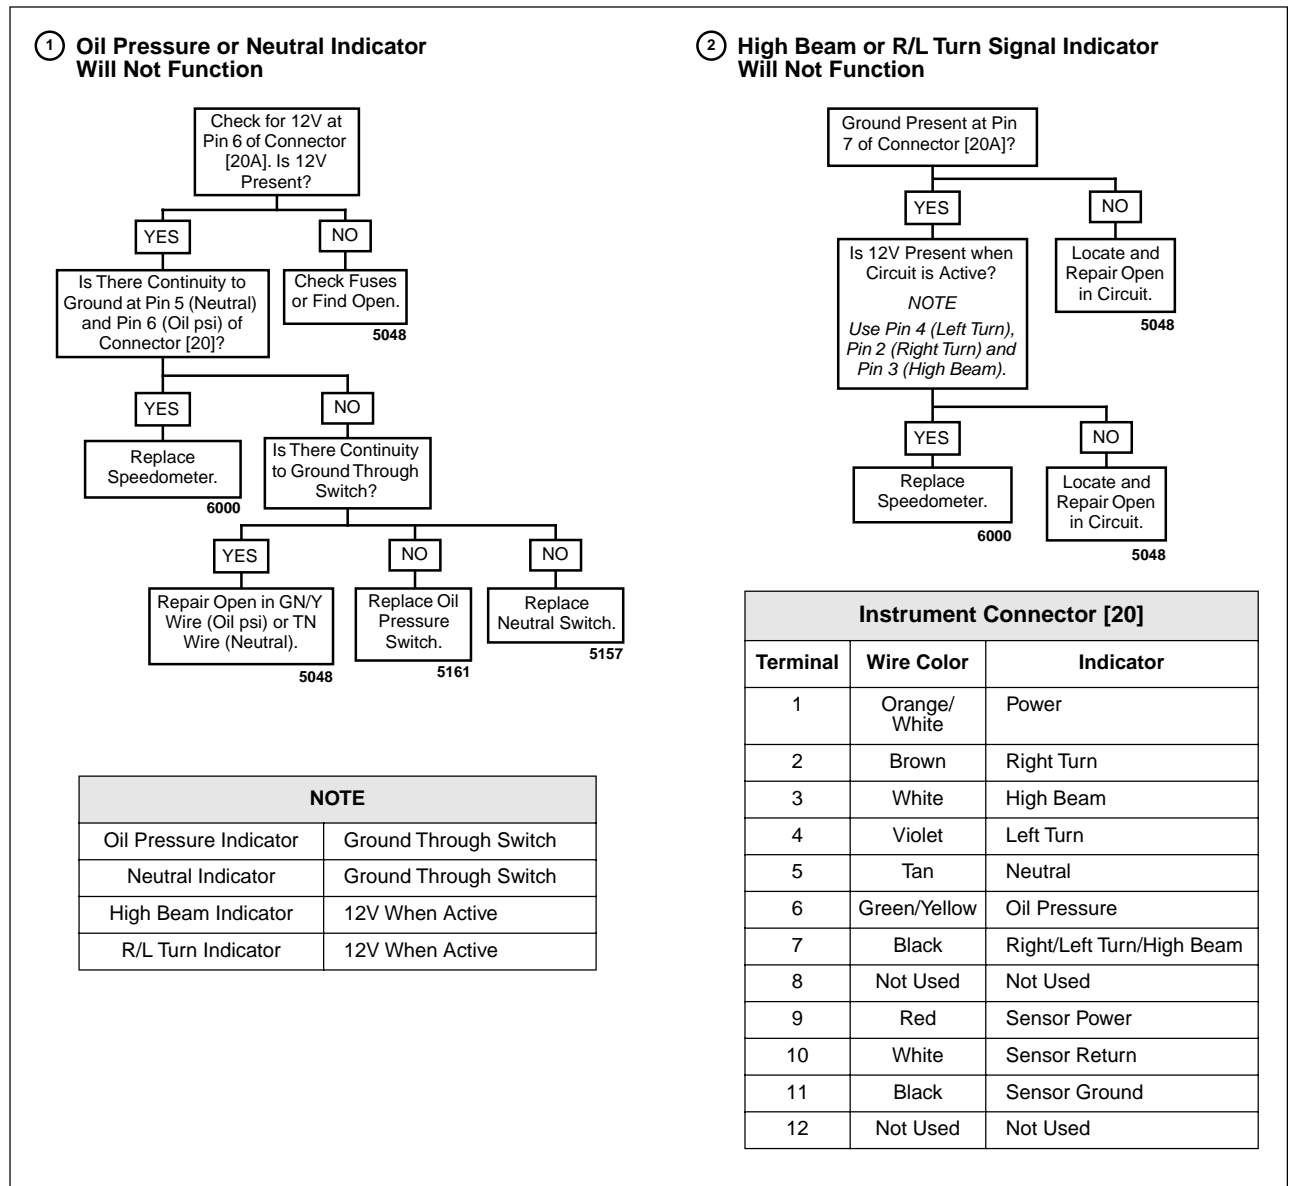 1 Oil Pressure or Neutral Indicator
Will Not Function
Check for 12V at
Pin 6 of Connector
[20A]. Is 12V
Present?
YES
NO
Is There Continuity to
Ground at Pin 5 (Neutral)
and Pin 6 (Oil psi) of
Connector [20]?
Check Fuses
or Find Open.
5048
YES
NO
Replace
Speedometer.
6000
Is There Continuity
to Ground Through
Switch?
YES
NO
NO
Repair Open in GN/Y
Wire (Oil psi) or TN
Wire (Neutral).
5048
Replace Oil
Pressure
Switch.
5161
Replace
Neutral Switch.
5157
NOTE
Oil Pressure Indicator Ground Through Switch
Neutral Indicator Ground Through Switch
High Beam Indicator 12V When Active
R/L Turn Indicator 12V When Active
2 High Beam or R/L Turn Signal Indicator
Will Not Function
Ground Present at Pin
7 of Connector [20A]?
YES
NO
Is 12V Present when
Circuit is Active?
NOTE
Use Pin 4 (Left Turn),
Pin 2 (Right Turn) and
Pin 3 (High Beam).
Locate and
Repair Open
in Circuit.
5048
YES
NO
Replace
Speedometer.
6000
Locate and
Repair Open
in Circuit.
5048
Instrument Connector [20]
Terminal Wire Color Indicator
1 Orange/ Power
White
2 Brown Right Turn
3 White High Beam
4 Violet Left Turn
5 Tan Neutral
6 Green/Yellow Oil Pressure
7 Black Right/Left Turn/High Beam
8 Not Used Not Used
9 Red Sensor Power
10 White Sensor Return
11 Black Sensor Ground
12 Not Used Not Used